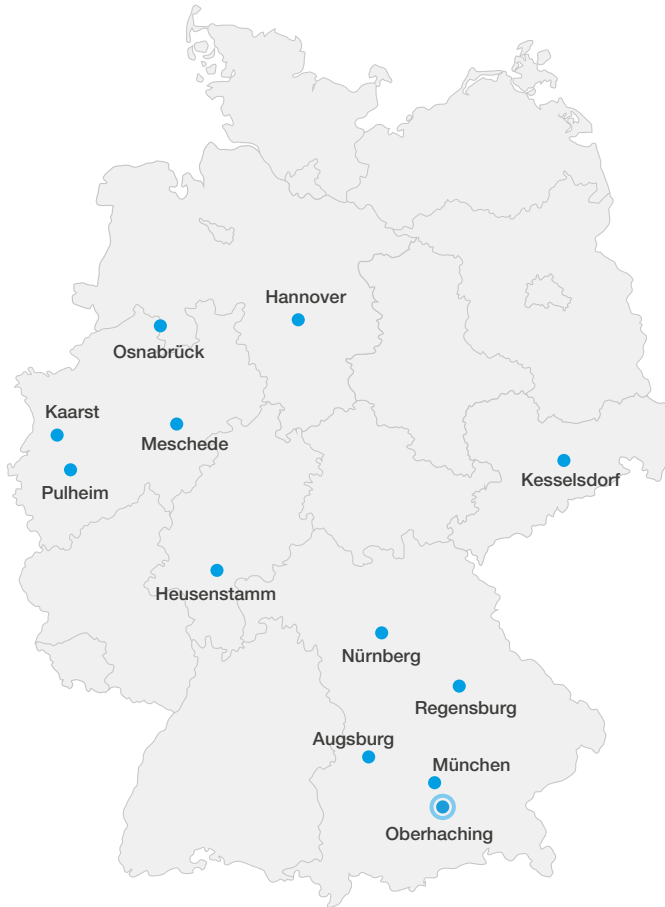 Hannover
Osnabrück
Kaarst
Meschede
Pulheim
Kesselsdorf
Heusenstamm
Nürnberg
Regensburg
Augsburg
München
Oberhaching